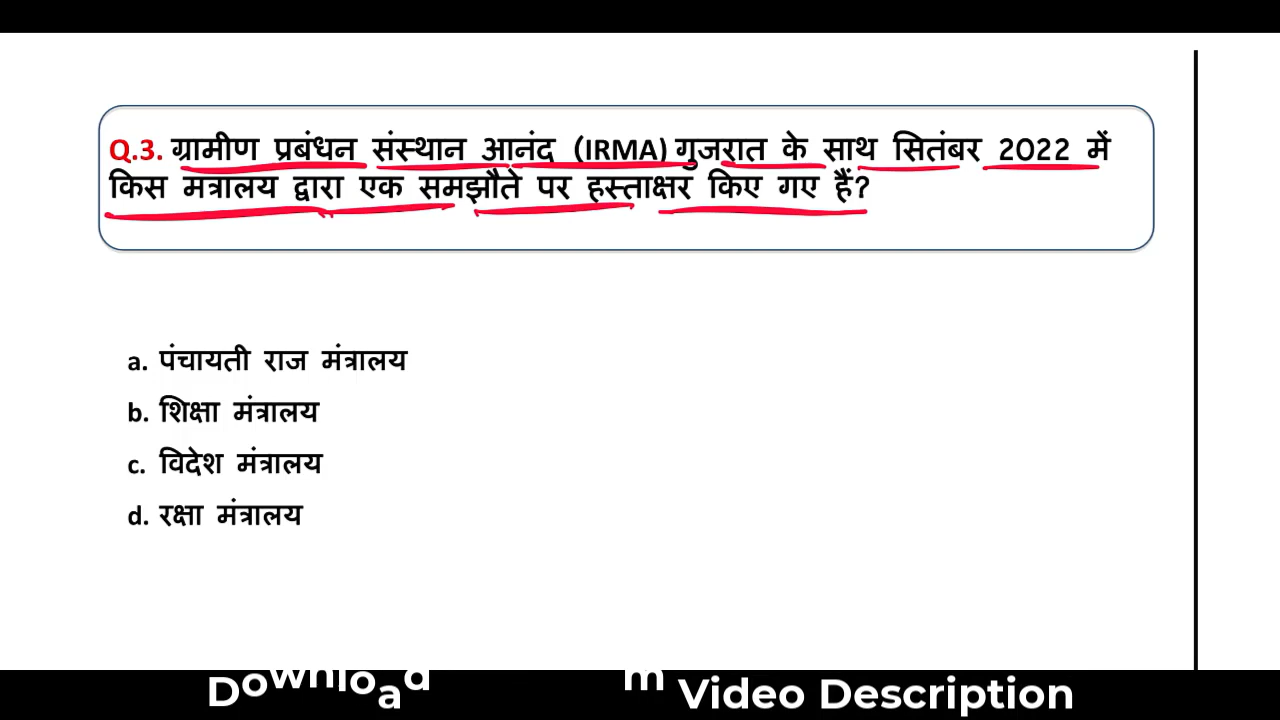 Q.3. ग्रामीण प्रबंधन संस्थान आनंद (IRMA) गुजरात के साथ सितंबर 2022 में
किस मंत्रालय द्वारा एक समझौते पर हस्ताक्षर किए गए हैं?
a. पंचायती राज मंत्रालय
b. शिक्षा मंत्रालय
c. विदेश मंत्रालय
d. रक्षा मंत्रालय
Download m Video Description